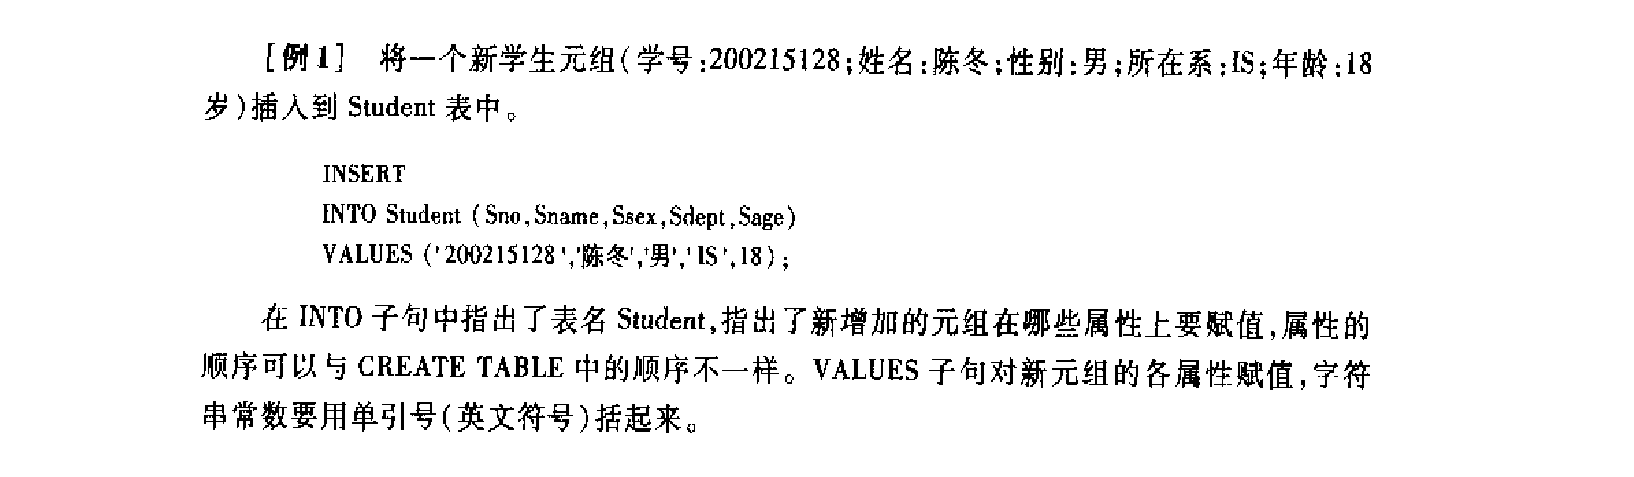 [例1] 将一个新学生元组(学号:200215128;姓名:陈冬;性别:男;所在系:IS;年龄:18
岁)插入到 Student 表中。
INSERT
INTO Student (Sno,Sname,Ssex,Sdept,Sage)
VALUES ('200215128','陈冬','男','IS',18);
在 INTO 子句中指出了表名 Student,指出了新增加的元组在哪些属性上要赋值,属性的
顺序可以与 CREATE TABLE 中的顺序不一样。VALUES 子句对新元组的各属性赋值,字符
串常数要用单引号(英文符号)括起来。